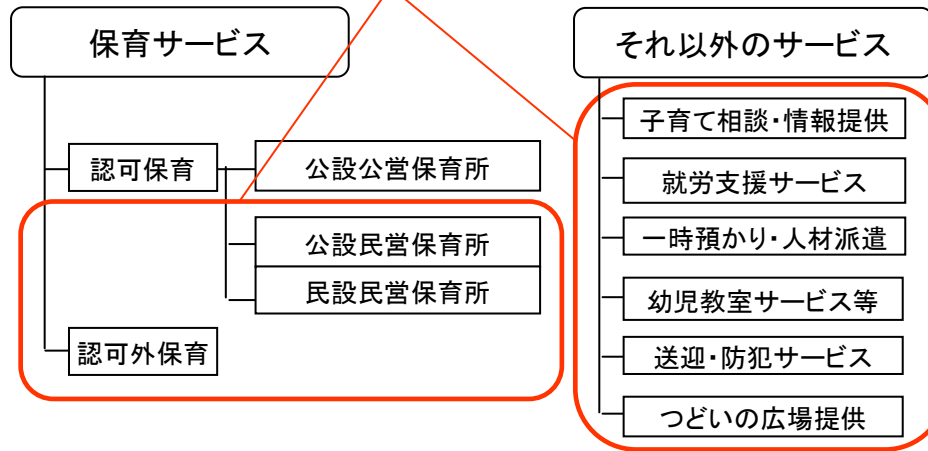 保育サービス
認可保育
公設公営保育所
公設民営保育所
民設民営保育所
認可外保育
それ以外のサービス
子育て相談・情報提供
就労支援サービス
一時預かり・人材派遣
幼児教室サービス等
送迎・防犯サービス
つどいの広場提供